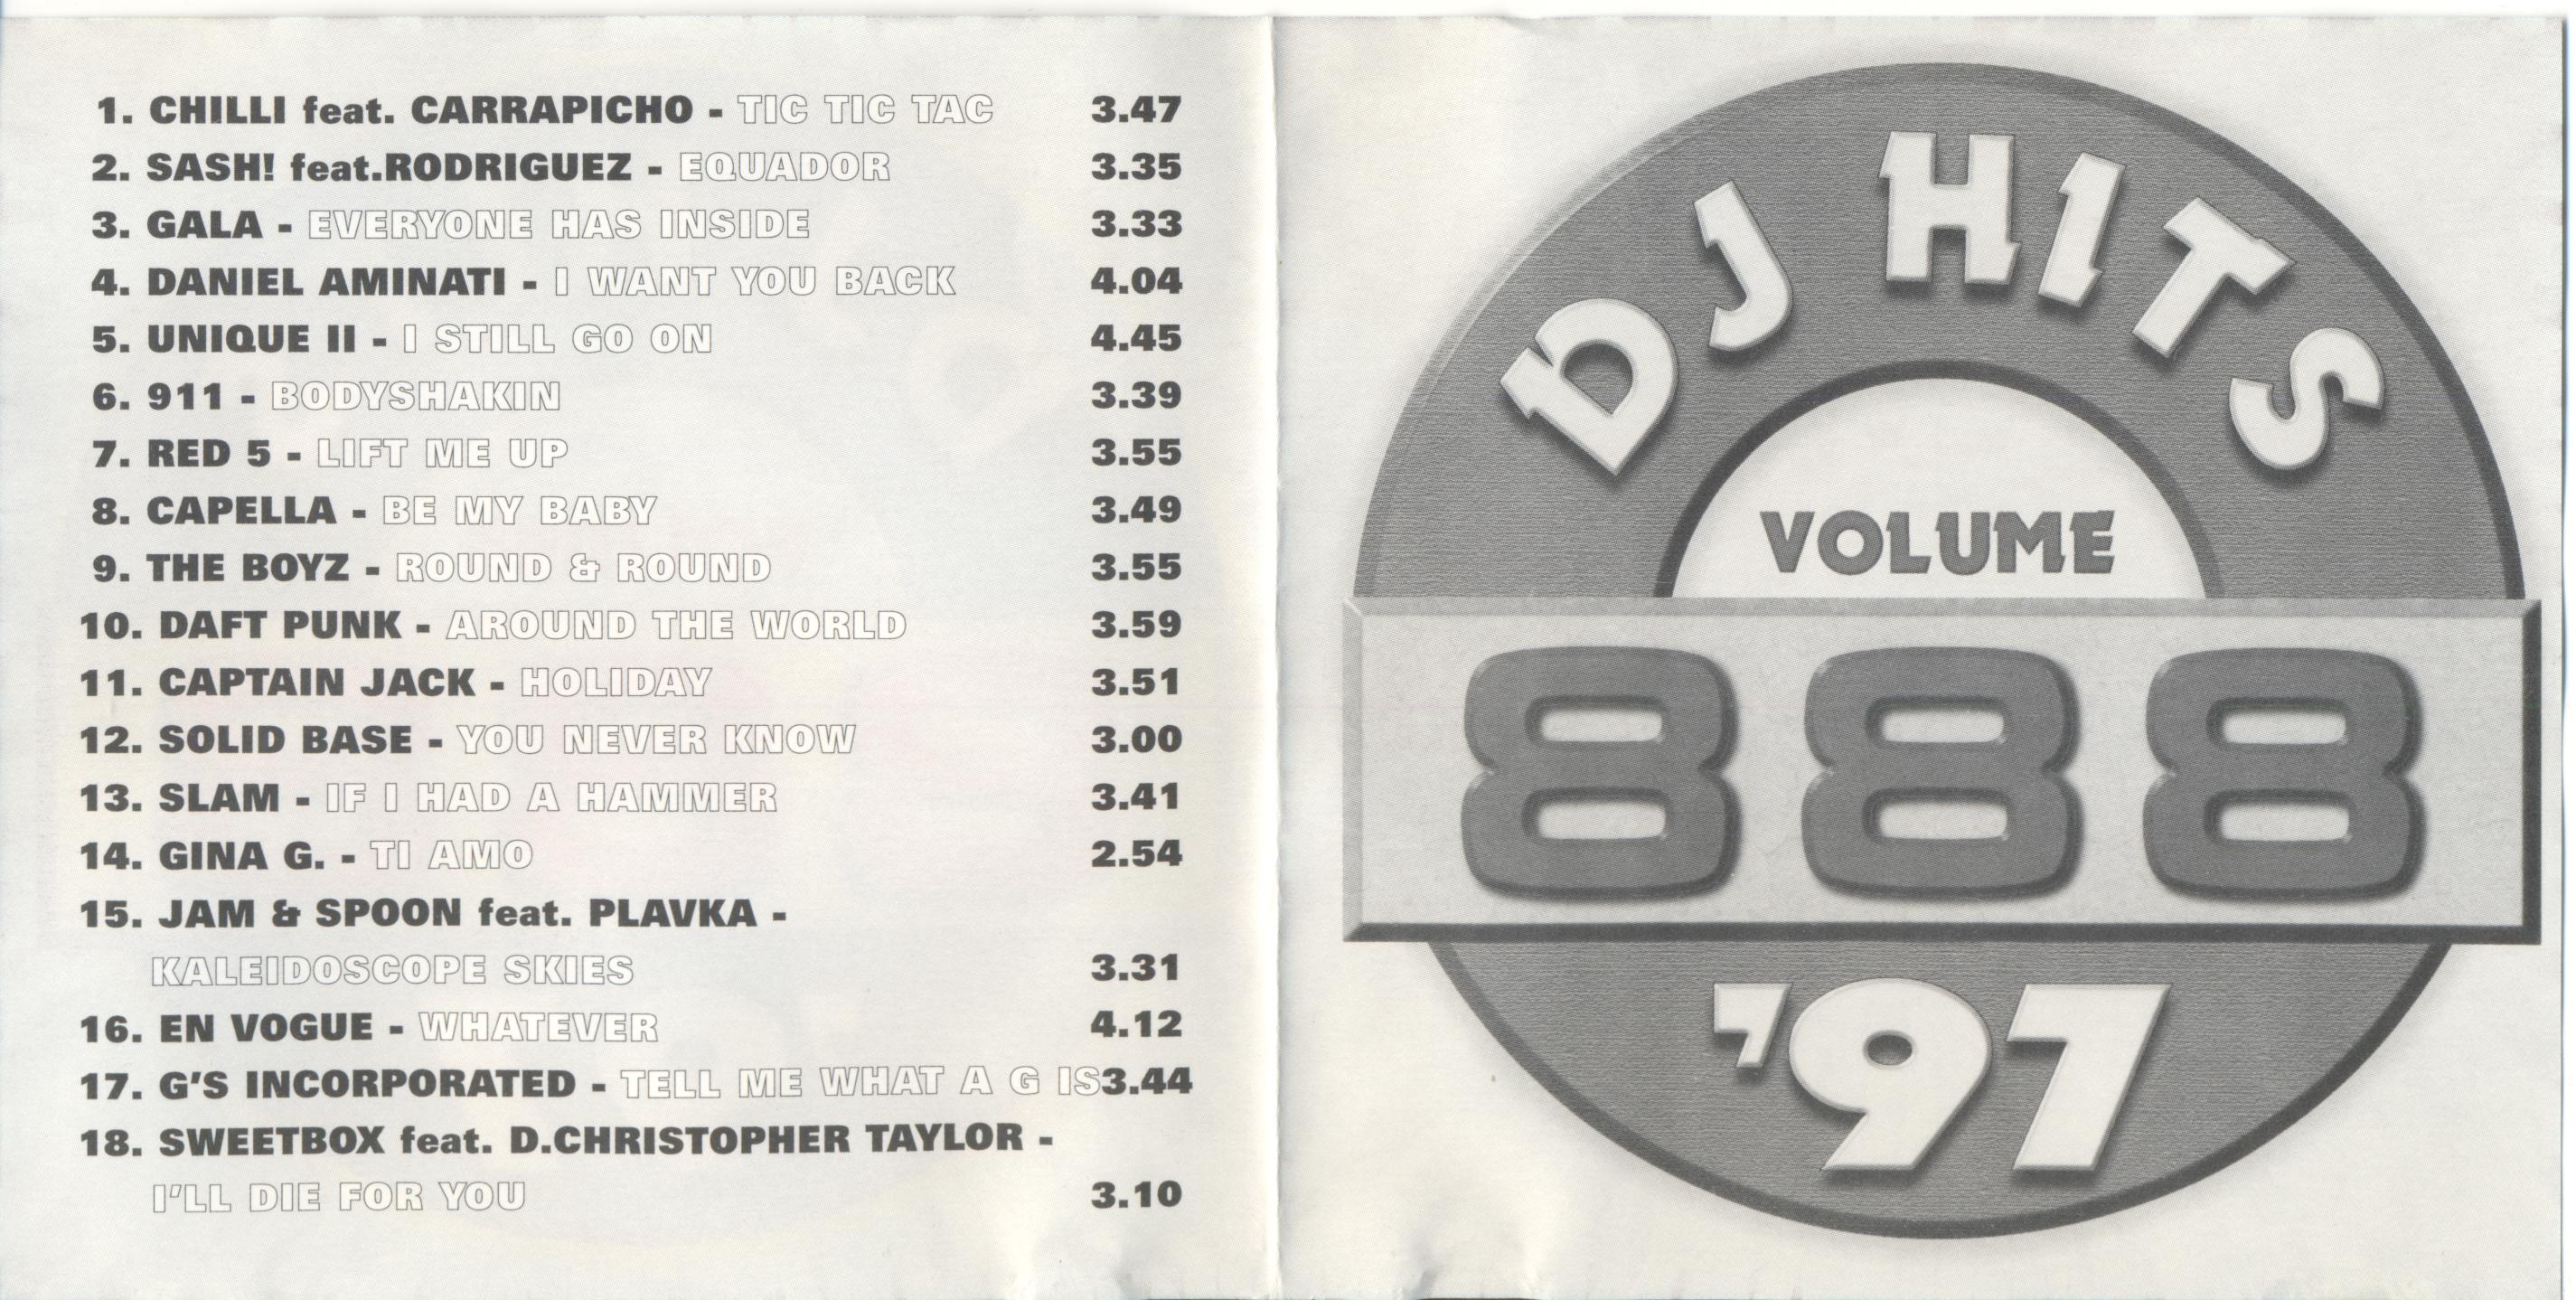 1. CHILLI feat. CARRAPICHO - TIC TIC TAC 3.47
2. SASH! feat.RODRIGUEZ - EQUADOR 3.35
3. GALA - EVERYONE HAS INSIDE 3.33
4. DANIEL AMINATI - I WANT YOU BACK 4.04
5. UNIQUE II - I STILL GO ON 4.45
6. 911 - BODYSHAKIN 3.39
7. RED 5 - LIFT ME UP 3.55
8. CAPELLA - BE MY BABY 3.49
9. THE BOYZ - ROUND & ROUND 3.55
10. DAFT PUNK - AROUND THE WORLD 3.59
11. CAPTAIN JACK - HOLIDAY 3.51
12. SOLID BASE - YOU NEVER KNOW 3.00
13. SLAM - IF I HAD A HAMMER 3.41
14. GINA G. - TI AMO 2.54
15. JAM & SPOON feat. PLAVKA -
KALEIDOSCOPE SKIES 3.31
16. EN VOGUE - WHATEVER 4.12
17. G'S INCORPORATED - TELL ME WHAT A G IS 3.44
18. SWEETBOX feat. D.CHRISTOPHER TAYLOR -
I'LL DIE FOR YOU 3.10
DJ HITS
VOLUME
888
'97